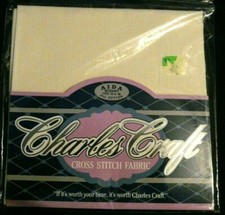 AIDA
Charles Craft
CROSS STITCH FABRIC
"If it's worth your time, it's worth Charles Craft."